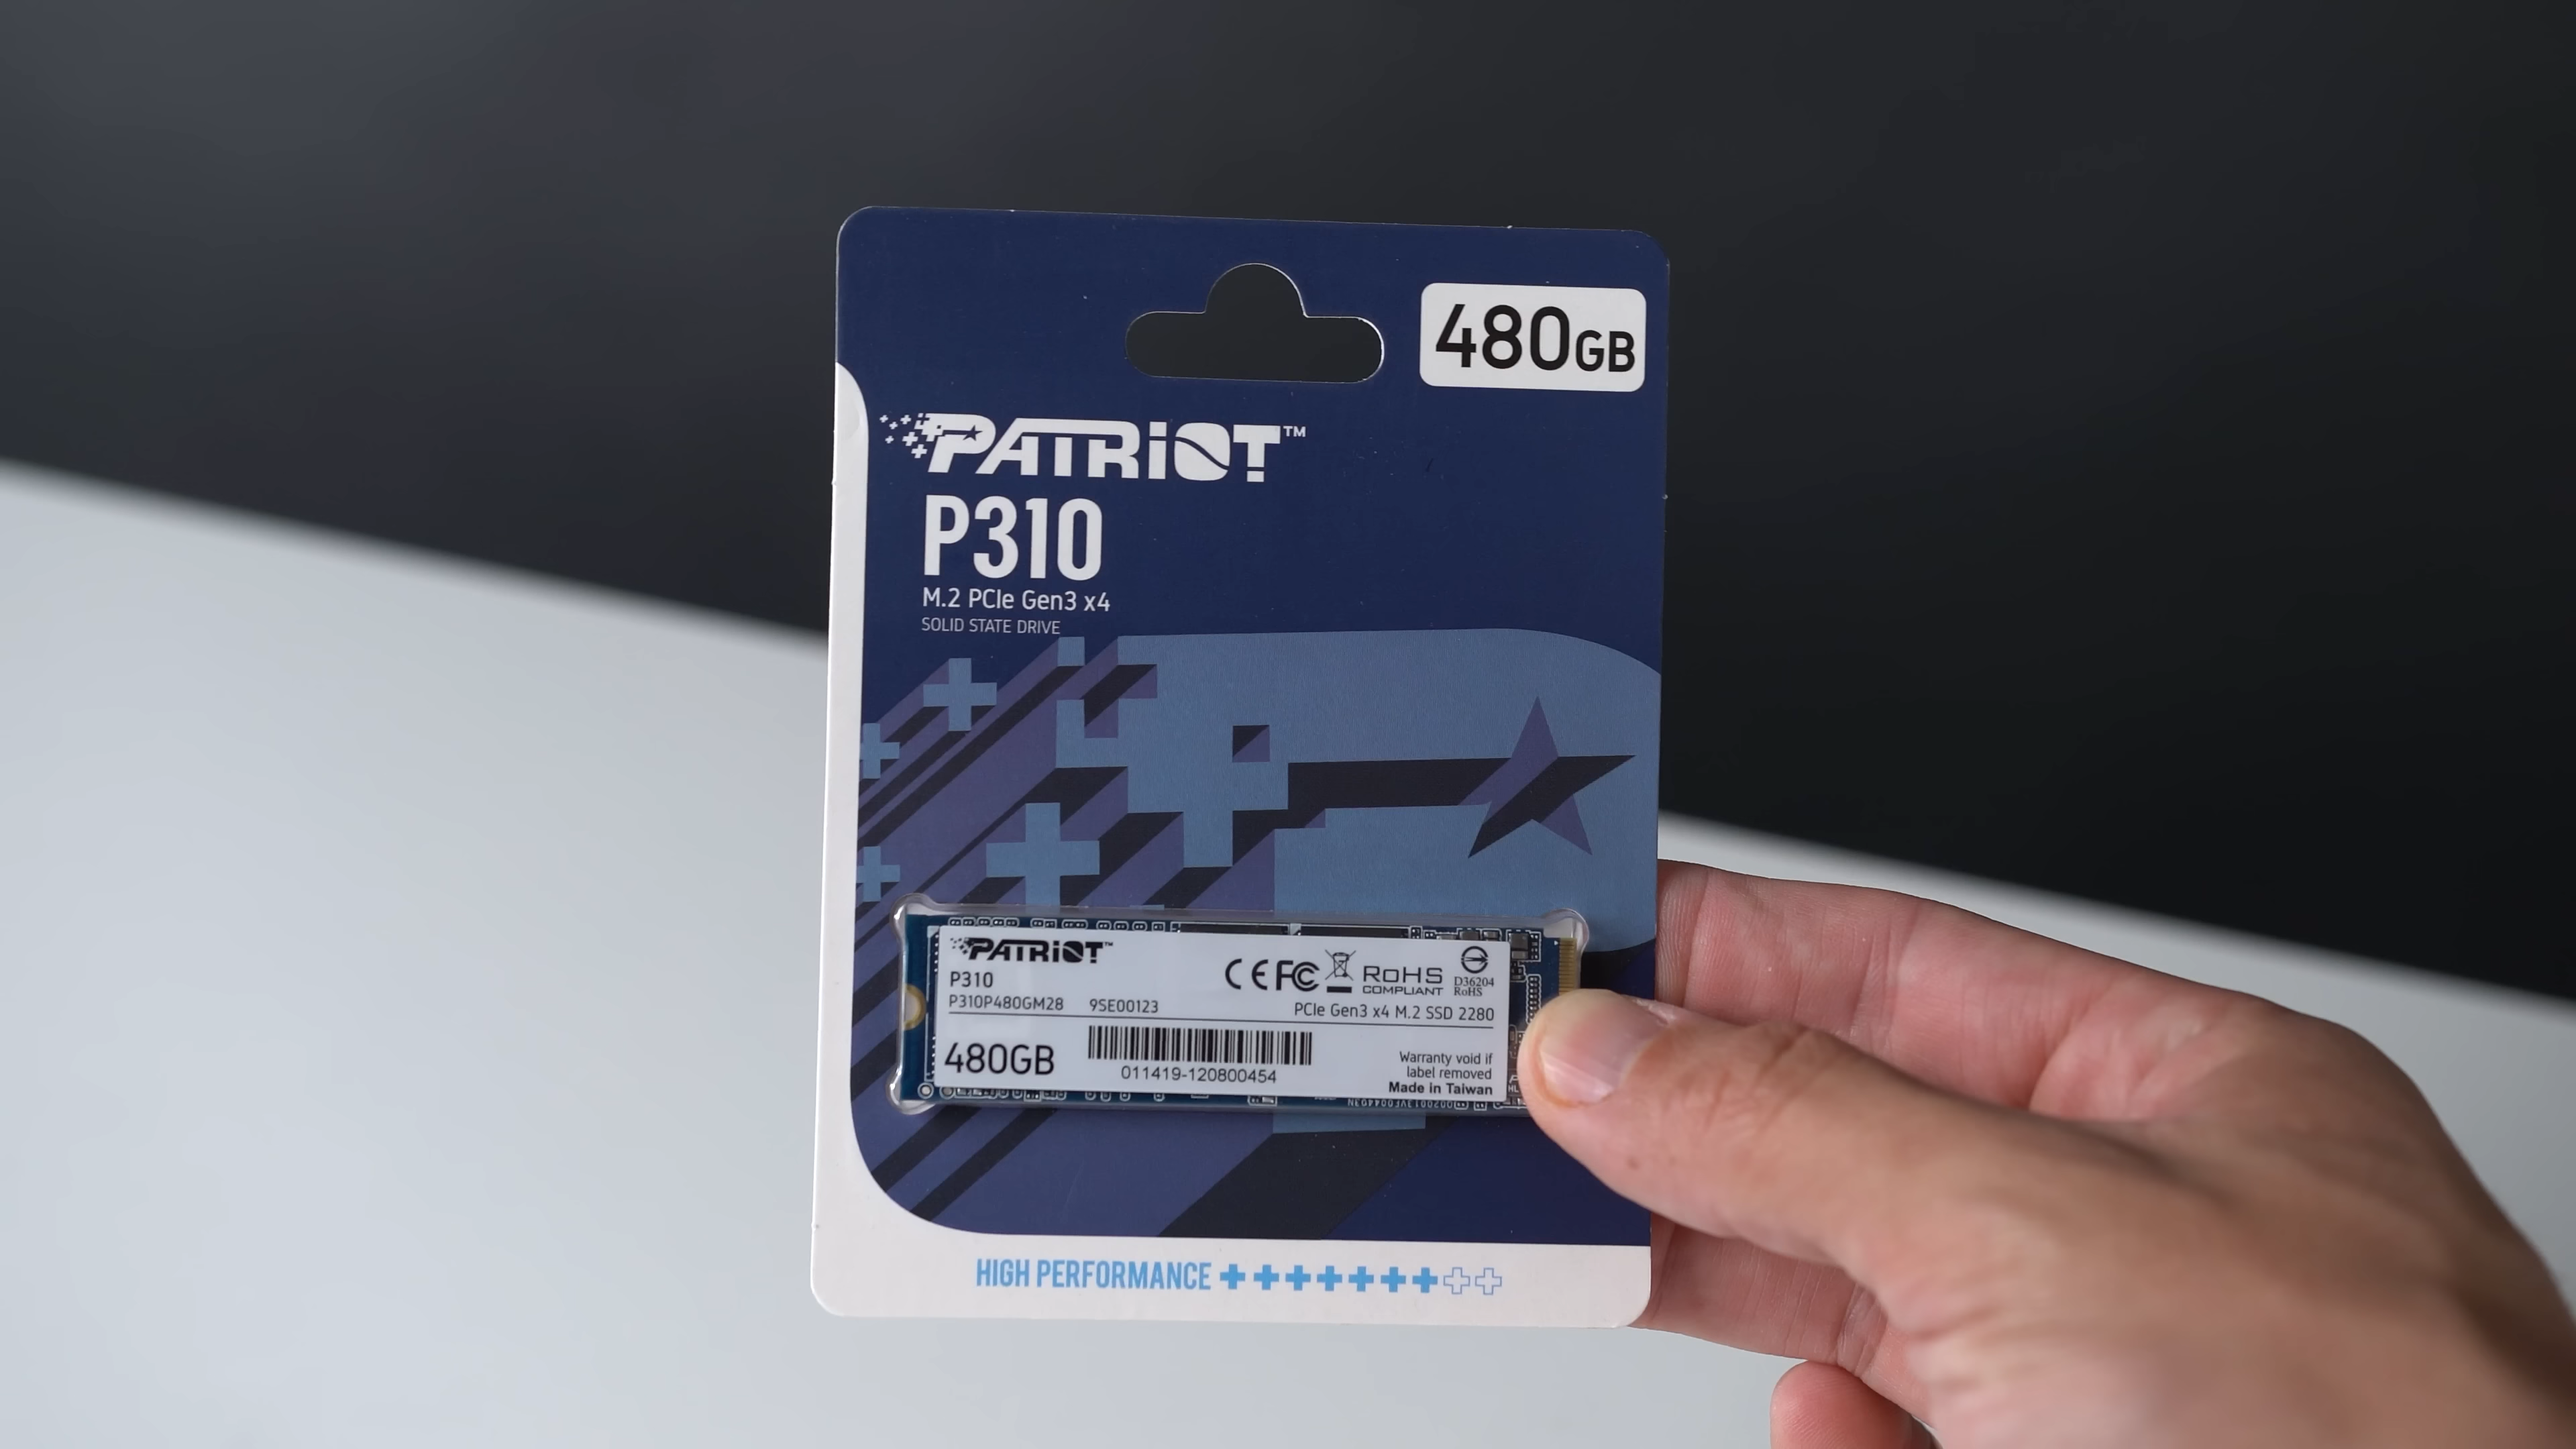 480GB
PATRiOT™
P310
M.2 PCIe Gen3 x4
SOLID STATE DRIVE
PATRiOT™
P310
P310P480GM28 9SE00123
CE FC RoHS
COMPLIANT
D36204
RoHS
PCIe Gen3 x4 M.2 SSD 2280
480GB
011419-120800454
Warranty void if
label removed
Made in Taiwan
HIGH PERFORMANCE